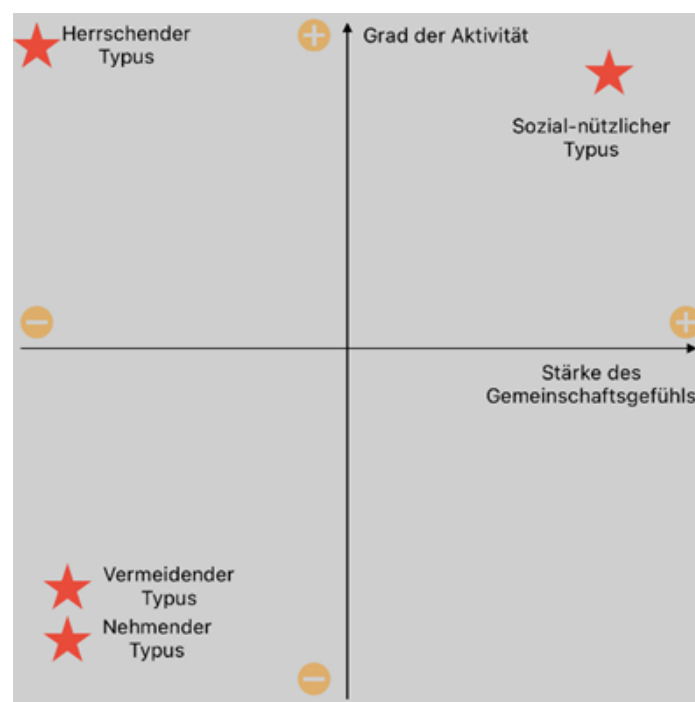 Herrschender
Typus
Grad der Aktivität
Sozial-nützlicher
Typus
Stärke des
Gemeinschaftsgefühls
Vermeidender
Typus
Nehmender
Typus